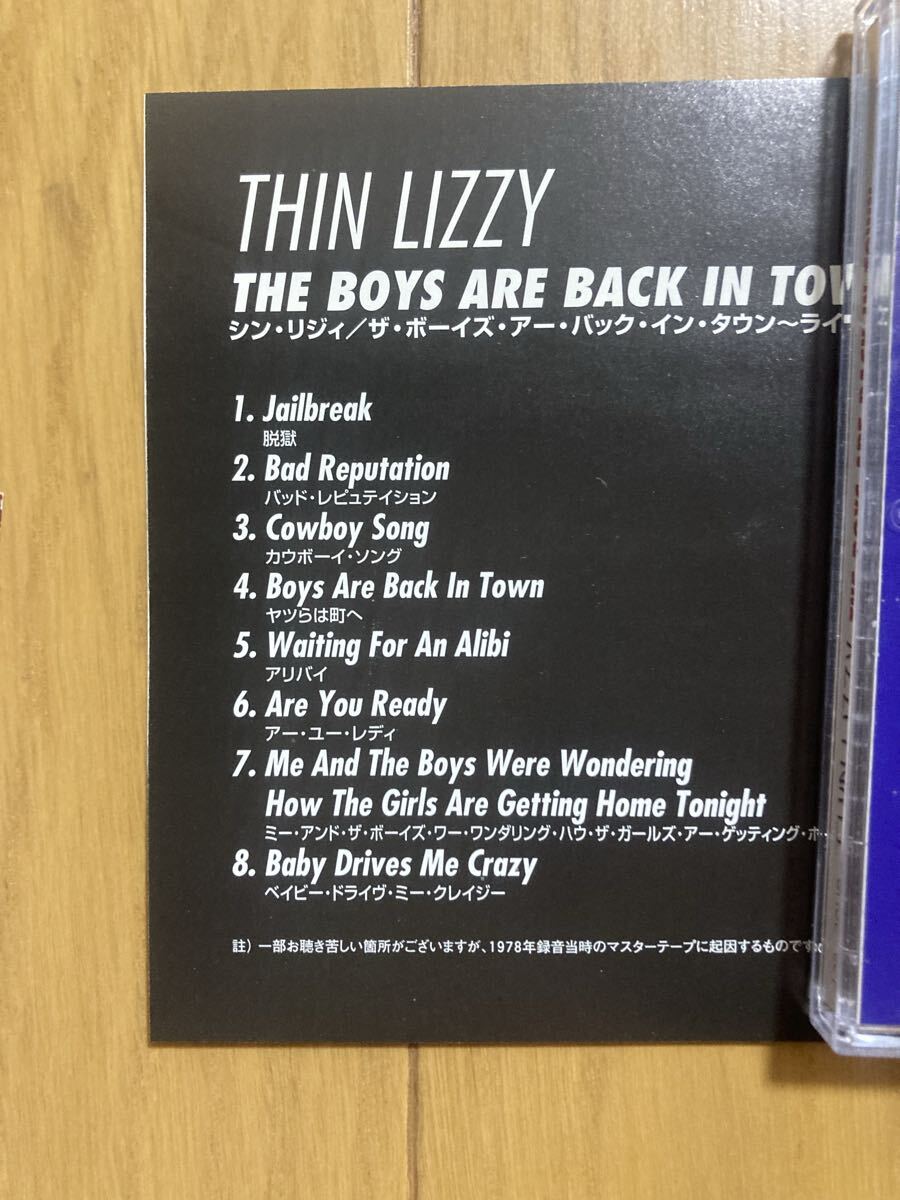 THIN LIZZY
THE BOYS ARE BACK IN TOW
シン・リジィ/ザ・ボーイズ・アー・バック・イン・タウン〜ライ
1. Jailbreak
脱獄
2. Bad Reputation
バッド・レピュテイション
3. Cowboy Song
カウボーイ・ソング
4. Boys Are Back In Town
ヤツらは町へ
5. Waiting For An Alibi
アリバイ
6. Are You Ready
アー・ユー・レディ
7. Me And The Boys Were Wondering
How The Girls Are Getting Home Tonight
ミー・アンド・ザ・ボーイズ・ワー・ワンダリング・ハウ・ザ・ガールズ・アー・ゲッティング・ホ
8. Baby Drives Me Crazy
ベイビー・ドライヴ・ミー・クレイジー
註) 一部お聴き苦しい箇所がございますが、1978年録音当時のマスターテープに起因するものです